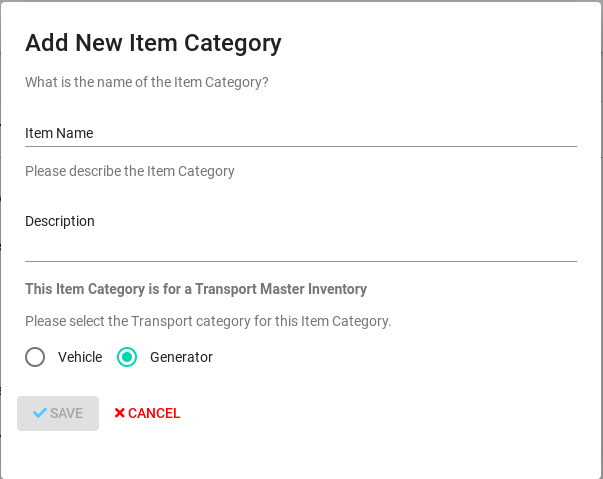 Add New Item Category
What is the name of the Item Category?
Item Name
Please describe the Item Category
Description
This Item Category is for a Transport Master Inventory
Please select the Transport category for this Item Category.
Vehicle Generator
SAVE CANCEL